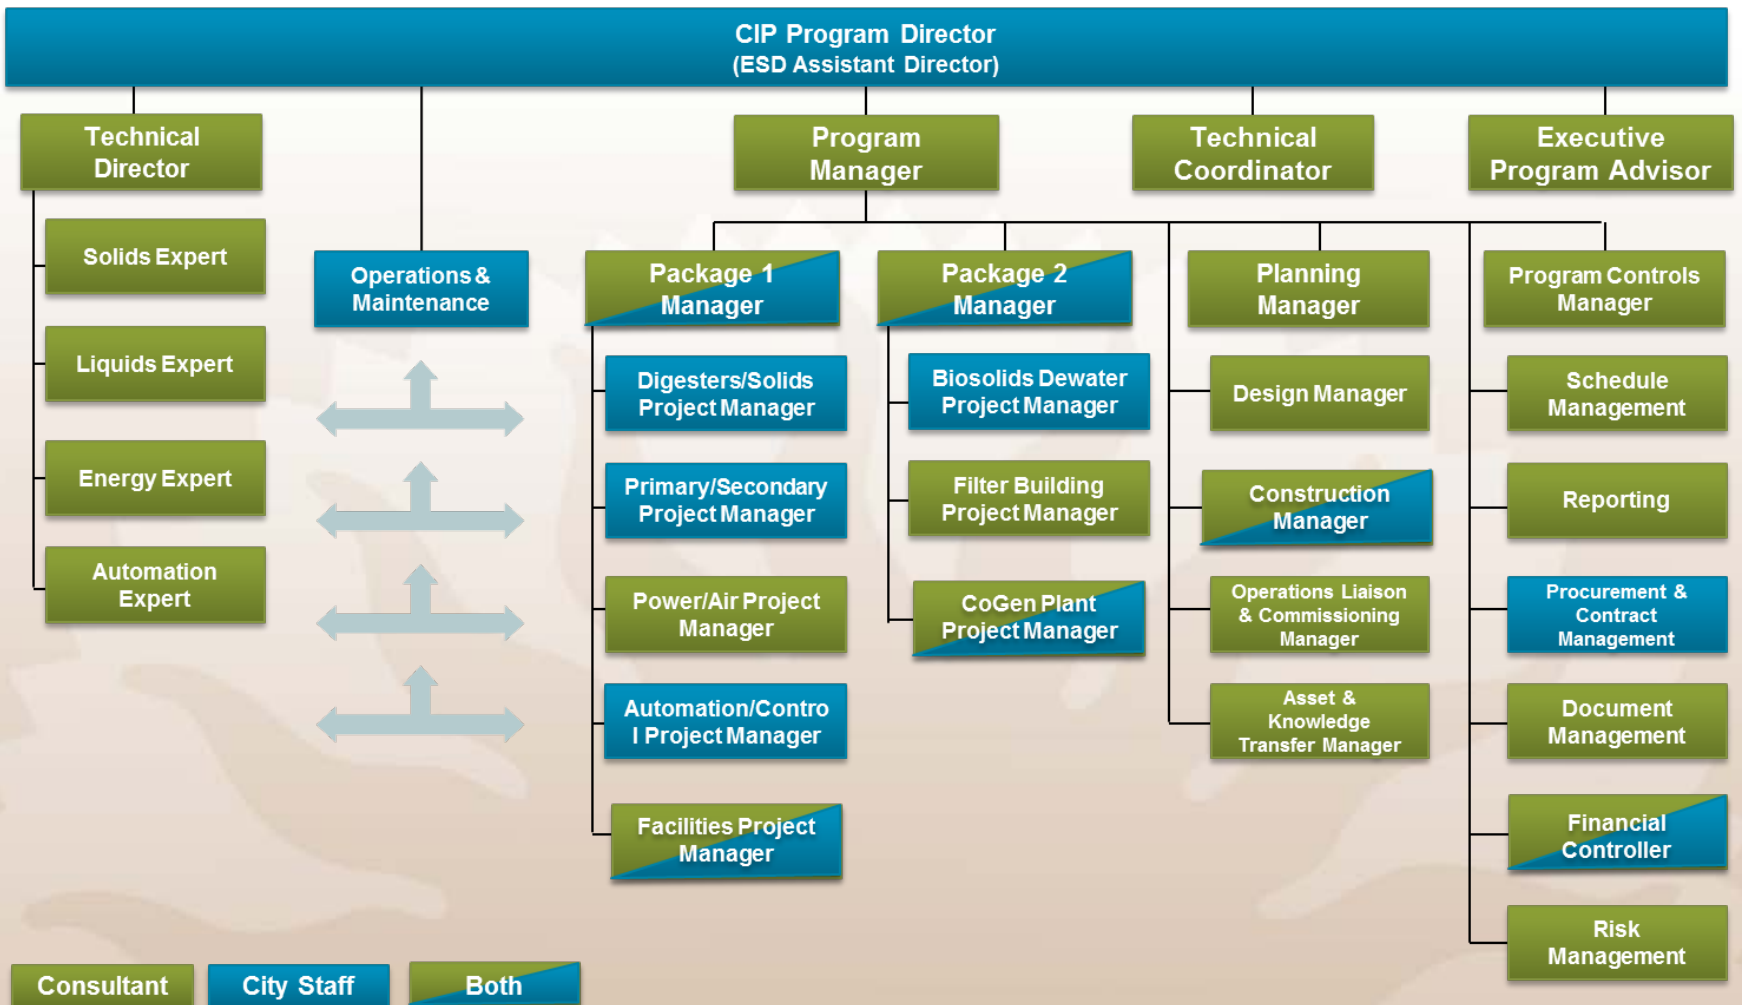 CIP Program Director
(ESD Assistant Director)
Technical
Director
Program
Manager
Technical
Coordinator
Executive
Program Advisor
Solids Expert
Liquids Expert
Energy Expert
Automation
Expert
Operations &
Maintenance
Package 1
Manager
Digesters/Solids
Project Manager
Primary/Secondary
Project Manager
Power/Air Project
Manager
Automation/Contro
l Project Manager
Facilities Project
Manager
Package 2
Manager
Biosolids Dewater
Project Manager
Filter Building
Project Manager
CoGen Plant
Project Manager
Planning
Manager
Design Manager
Construction
Manager
Operations Liaison
& Commissioning
Manager
Asset &
Knowledge
Transfer Manager
Program Controls
Manager
Schedule
Management
Reporting
Procurement &
Contract
Management
Document
Management
Financial
Controller
Risk
Management
Consultant
City Staff
Both